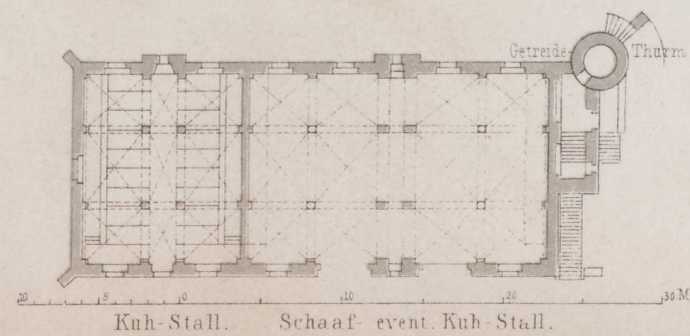 Getreide- Thurm
10 5 0 10 20 30 M
Kuh-Stall. Schaaf- event. Kuh-Stall.